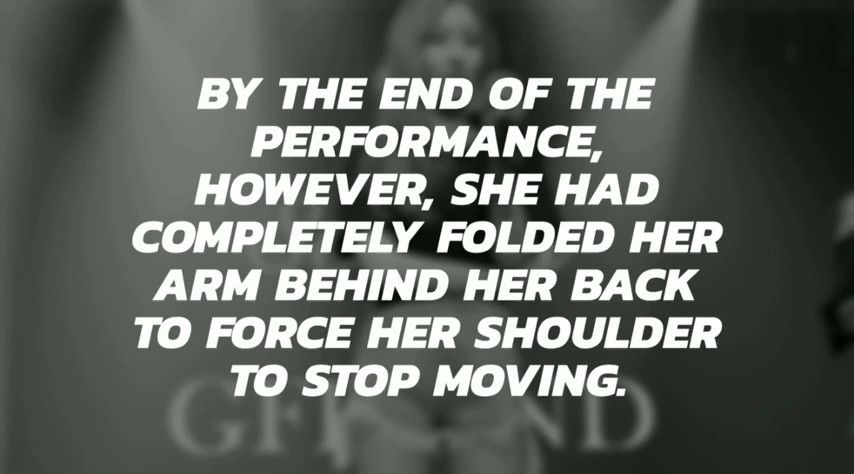 BY THE END OF THE
PERFORMANCE,
HOWEVER, SHE HAD
COMPLETELY FOLDED HER
ARM BEHIND HER BACK
TO FORCE HER SHOULDER
TO STOP MOVING.